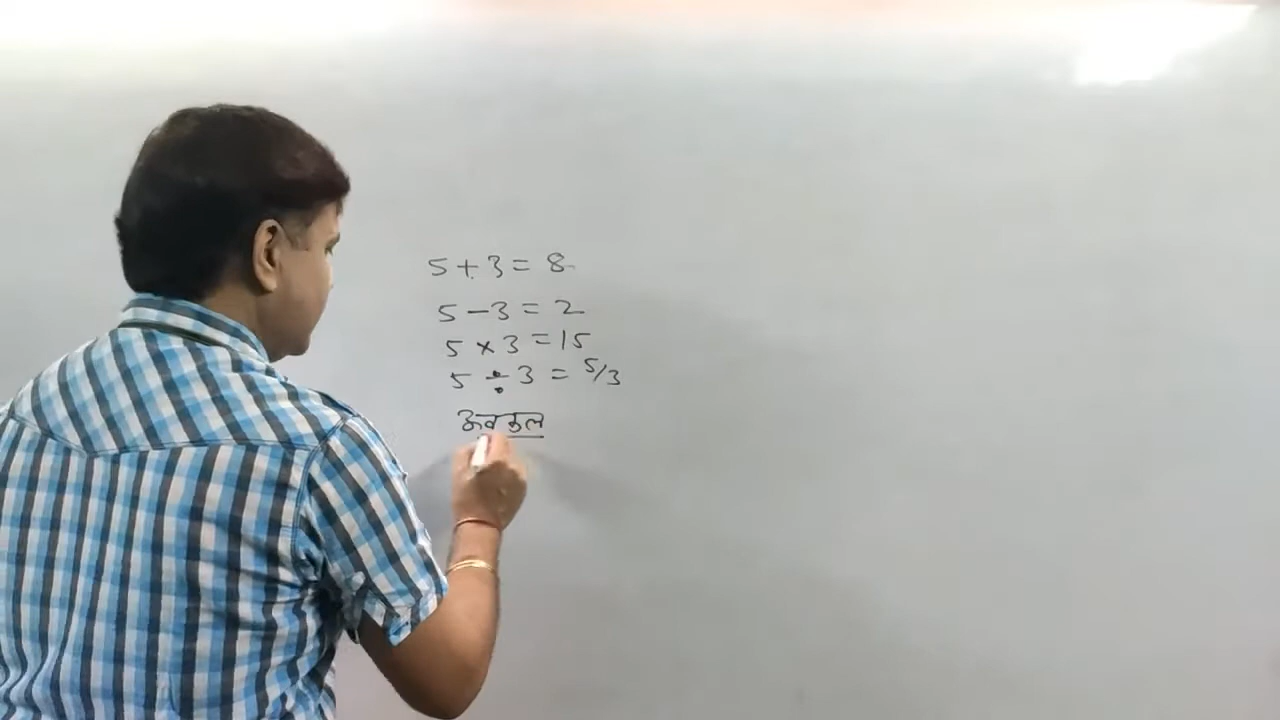 5 + 3 = 8
5 - 3 = 2
5 × 3 = 15
5 ÷ 3 = 5/3
अवकल